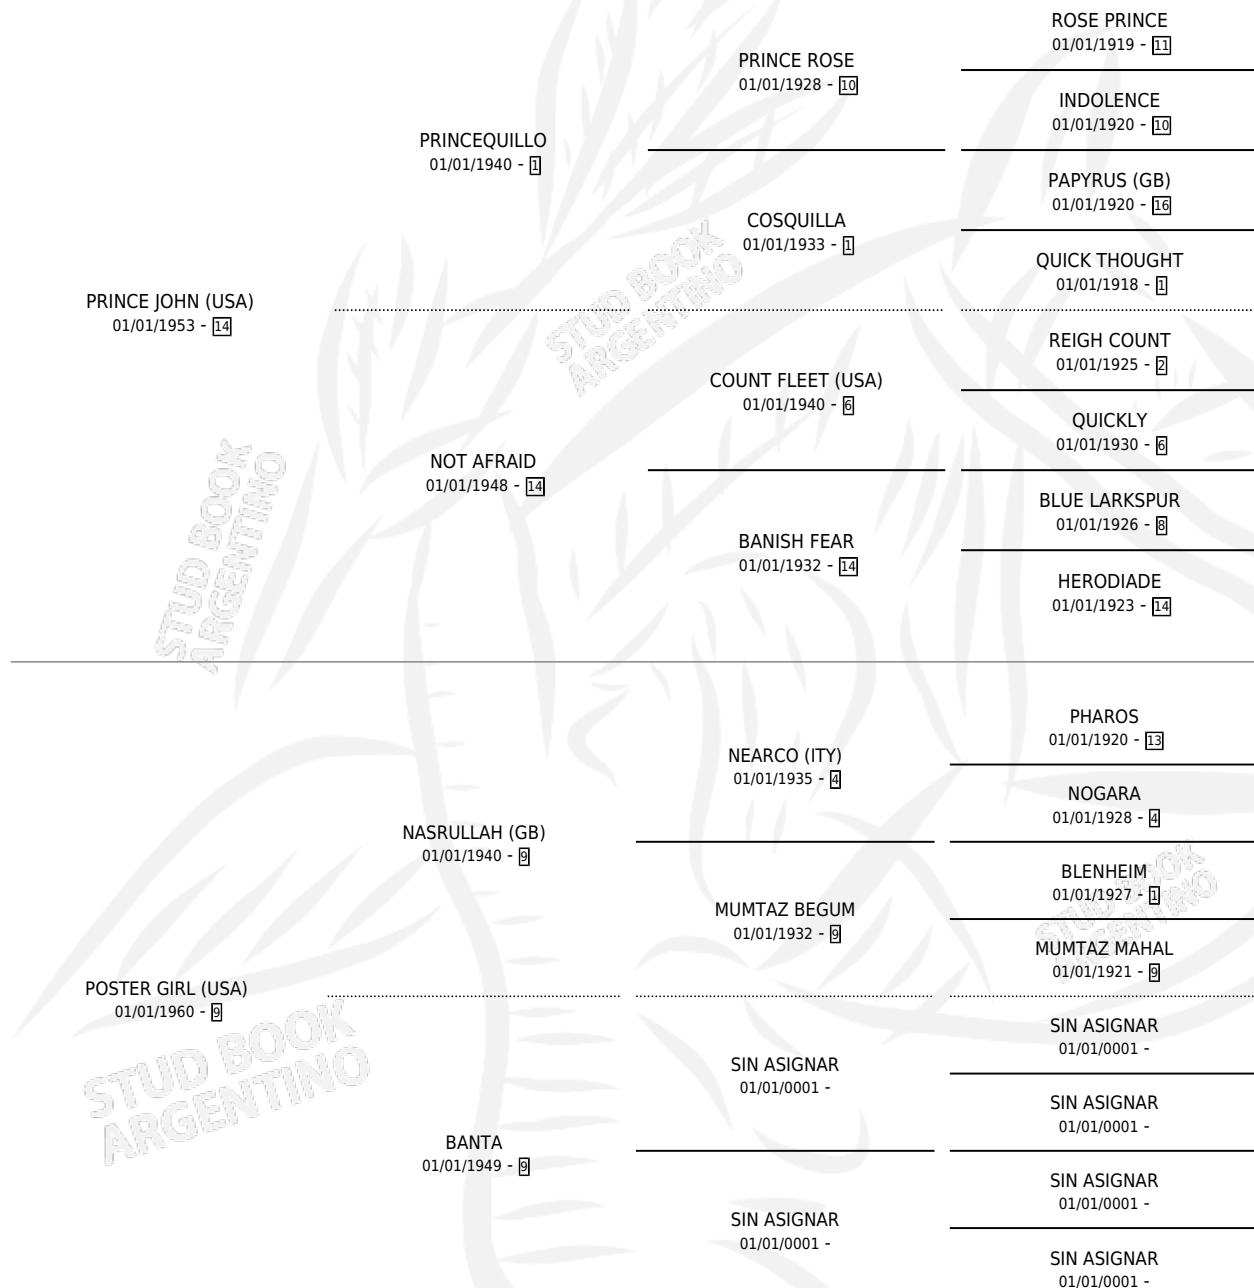 ROSE PRINCE
01/01/1919 - 11
PRINCE ROSE
01/01/1928 - 10
INDOLENCE
01/01/1920 - 10
PRINCEQUILLO
01/01/1940 - 1
PAPYRUS (GB)
01/01/1920 - 16
COSQUILLA
01/01/1933 - 1
QUICK THOUGHT
01/01/1918 - 1
PRINCE JOHN (USA)
01/01/1953 - 14
STUD BOOK
ARGENTINO
REIGH COUNT
01/01/1925 - 2
COUNT FLEET (USA)
01/01/1940 - 6
QUICKLY
01/01/1930 - 6
NOT AFRAID
01/01/1948 - 14
BLUE LARKSPUR
01/01/1926 - 8
BANISH FEAR
01/01/1932 - 14
HERODIADE
01/01/1923 - 14
STUD BOOK
ARGENTINO
PHAROS
01/01/1920 - 13
NEARCO (ITY)
01/01/1935 - 4
NOGARA
01/01/1928 - 4
NASRULLAH (GB)
01/01/1940 - 9
BLENHEIM
01/01/1927 - 1
MUMTAZ BEGUM
01/01/1932 - 9
STUD BOOK
ARGENTINO
MUMTAZ MAHAL
01/01/1921 - 9
POSTER GIRL (USA)
01/01/1960 - 9
STUD BOOK
ARGENTINO
SIN ASIGNAR
01/01/0001 -
SIN ASIGNAR
01/01/0001 -
SIN ASIGNAR
01/01/0001 -
BANTA
01/01/1949 - 9
SIN ASIGNAR
01/01/0001 -
SIN ASIGNAR
01/01/0001 -
SIN ASIGNAR
01/01/0001 -